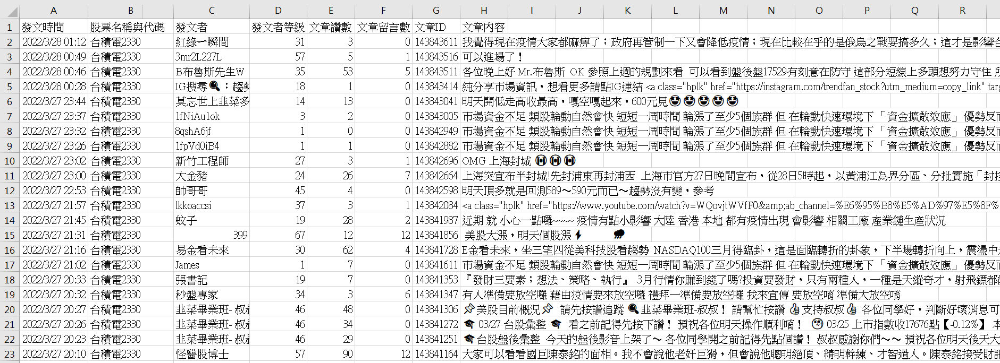 A B C D E F G H I J K L M N O P Q R
1 發文時間 股票名稱與代碼 發文者 發文者等級 文章讚數 文章留言數 文章ID 文章內容
2 2022/3/28 01:12 台積電2330 紅綠一瞬間 31 3 0 143843611 我覺得現在疫情大家都麻痹了；政府再管制一下又會降低疫情；現在比較在乎的是俄烏之戰要搞多久；這才是影響台
3 2022/3/28 00:49 台積電2330 3mr2L227L 57 5 1 143843516 可以進場了！
4 2022/3/28 00:46 台積電2330 B布魯斯先生W 35 53 5 143843511 各位晚上好 Mr.布魯斯 OK 參照上週的規劃來看 可以看到盤後盤17529有刻意在防守 這部分短線上多頭想努力守住 所
5 2022/3/28 00:28 台積電2330 IG搜尋🔍：趨勢 18 1 0 143843414 純分享市場資訊，想看更多請點IG連結 <a class="hplk" href="https://instagram.com/trendfan_stock?utm_medium=copy_link" targ
6 2022/3/27 23:44 台積電2330 莫忘世上韭菜多 14 13 0 143843041 明天開低走高收最高，嘎空嘎起來，600元見🤩🤩🤩🤩🤩
7 2022/3/27 23:37 台積電2330 1fNiAu1ok 3 2 0 143843005 市場資金不足 類股輪動自然會快 短短一周時間 輪漲了至少5個族群 但 在輪動快速環境下 「資金擴散效應」 優勢反而
8 2022/3/27 23:32 台積電2330 8qshA6jf 1 0 0 143842949 市場資金不足 類股輪動自然會快 短短一周時間 輪漲了至少5個族群 但 在輪動快速環境下 「資金擴散效應」 優勢反而
9 2022/3/27 23:26 台積電2330 1fpVd0iB4 1 1 0 143842882 市場資金不足 類股輪動自然會快 短短一周時間 輪漲了至少5個族群 但 在輪動快速環境下 「資金擴散效應」 優勢反而
10 2022/3/27 23:02 台積電2330 新竹工程師 27 3 1 143842696 OMG 上海封城 😭😭😭
11 2022/3/27 23:00 台積電2330 大金豬 24 26 7 143842664 上海突宣布半封城!先封浦東再封浦西 上海市官方27日晚間宣布，從28日5時起，以黃浦江為界分區、分批實施「封控
12 2022/3/27 22:53 台積電2330 帥哥哥 45 4 0 143842598 明天頂多就是回測589～590元而已～趨勢沒有變，參考
13 2022/3/27 21:57 台積電2330 lkkoaccsi 37 3 1 143842084 <a class="hplk" href="https://www.youtube.com/watch?v=WQovjtWVfF0&amp;ab_channel=%E6%95%B8%E5%AD%97%E5%8F%
14 2022/3/27 21:45 台積電2330 蚊子 19 28 2 143841987 近期 就 小心一點囉~~~~ 疫情有點小影響 大陸 香港 本地 都有疫情出現 會影響 相關工廠 產業鏈生產狀況
15 2022/3/27 21:31 台積電2330 399 67 12 12 143841856 美股大漲，明天個股漲⚡ ⛈
16 2022/3/27 21:16 台積電2330 易金看未來 30 62 4 143841728 E金看未來，坐三望四從美科技股看趨勢 NASDAQ100三月得臨卦，這是面臨轉折的卦象，下半場轉折向上，震盪中
17 2022/3/27 21:02 台積電2330 James 1 7 0 143841611 市場資金不足 類股輪動自然會快 短短一周時間 輪漲了至少5個族群 但 在輪動快速環境下 「資金擴散效應」 優勢反而
18 2022/3/27 20:33 台積電2330 張書記 19 7 0 143841353 『發財三要素；想法、策略、執行』 3月行情你賺到錢了嗎?投資要發財，只有兩種人，一種是天縱奇才，射飛鏢都能
19 2022/3/27 20:32 台積電2330 秒盤專家 34 3 6 143841347 有人準備要放空囉 藉由疫情要來放空囉 禮拜一準備要放空囉 我來宣傳 要放空唷 準備大放空唷
20 2022/3/27 20:27 台積電2330 韭菜畢業班- 叔叔 46 48 0 143841306 📌美股目前概況📌 請先按讚追蹤 🔍韭菜畢業班-叔叔！ 請幫忙按讚 👍支持叔叔👍 各位同學好，判斷好壞消息可
21 2022/3/27 20:26 台積電2330 韭菜畢業班- 叔叔 46 34 0 143841272 🎓 03/27 台股彙整 🎓 看之前記得先按下讚！ 預祝各位明天操作順利唷！ 🧐 03/25 上市指數收17676點【-0.12%】 本
22 2022/3/27 20:23 台積電2330 韭菜畢業班- 叔叔 46 29 0 143841251 🎓台股盤後彙整 今天的盤後影音上架了～ 各位同學開之前記得先點個讚！ 叔叔感謝你們～～ 預祝各位明天後天大
23 2022/3/27 20:10 台積電2330 怪醫股博士 57 90 12 143841164 大家可以看看國巨陳泰銘的面相。我不會說他老奸巨猾，但會說他聰明絕頂、精明幹練、才智過人。陳泰銘接受財訊